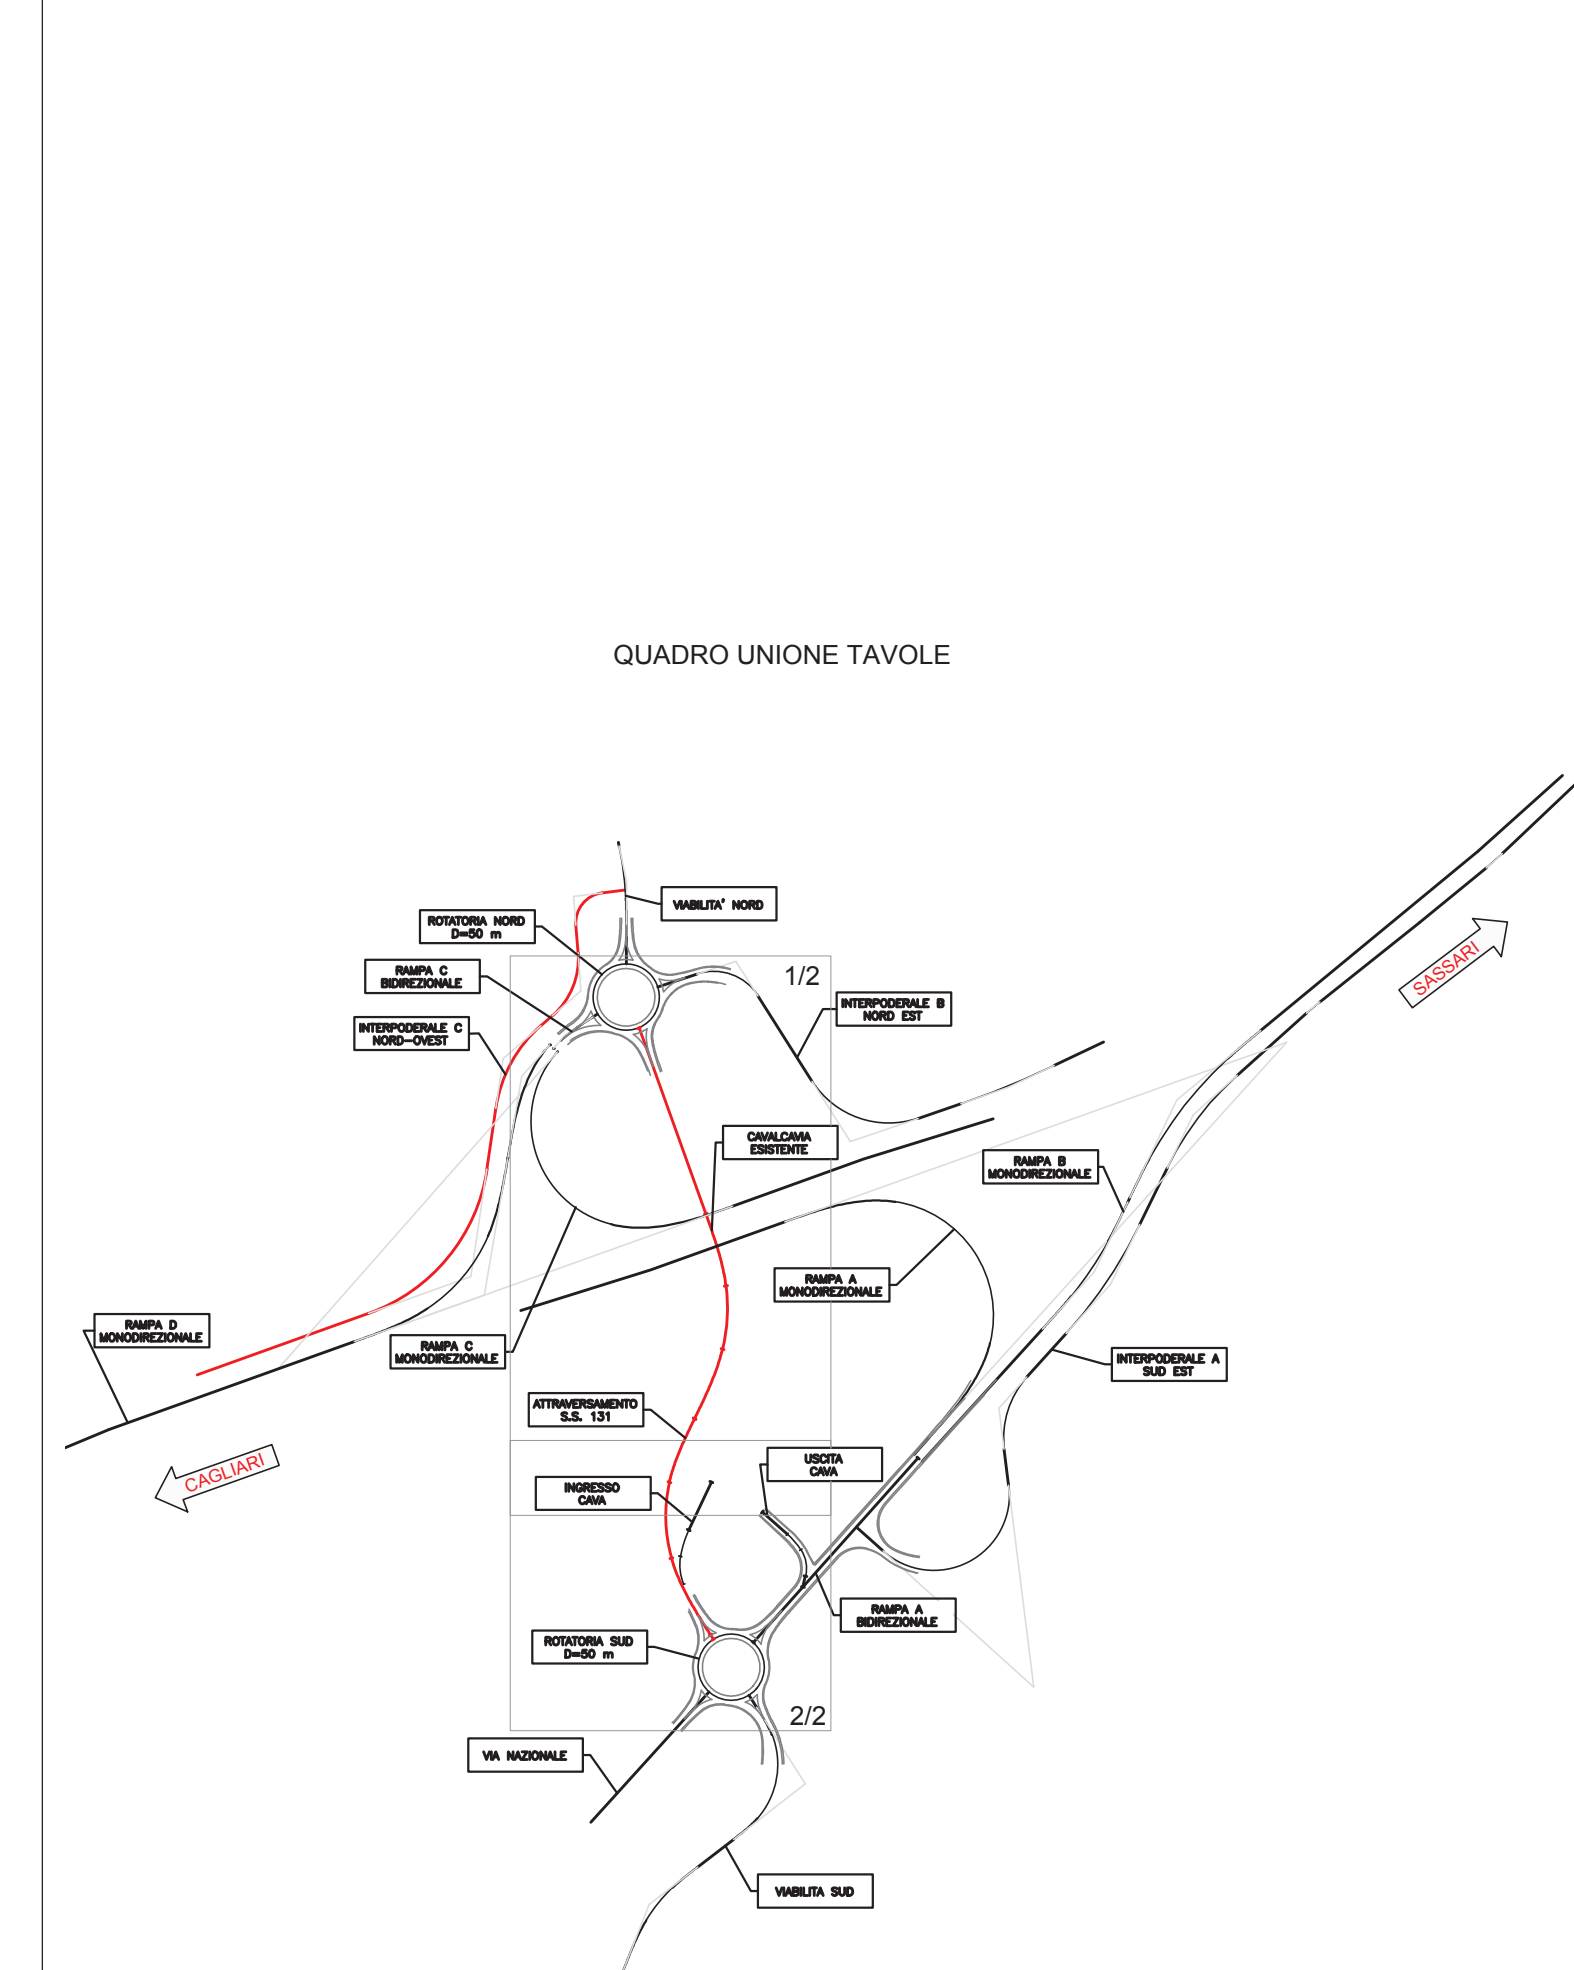 QUADRO UNIONE TAVOLE
VIABILITA' NORD
ROTATORIA NORD
D=50 m
RAMPA C
BIDIREZIONALE
1/2
SASSARI
INTERPODERALE B
NORD EST
INTERPODERALE C
NORD-OVEST
CAVALCAVIA
ESISTENTE
RAMPA B
MONODIREZIONALE
RAMPA A
MONODIREZIONALE
RAMPA D
MONODIREZIONALE
RAMPA C
MONODIREZIONALE
INTERPODERALE A
SUD EST
ATTRAVERSAMENTO
S.S. 131
CAGLIARI
USCITA
CAVA
INGRESSO
CAVA
RAMPA A
BIDIREZIONALE
ROTATORIA SUD
D=50 m
2/2
VIA NAZIONALE
VIABILITA SUD